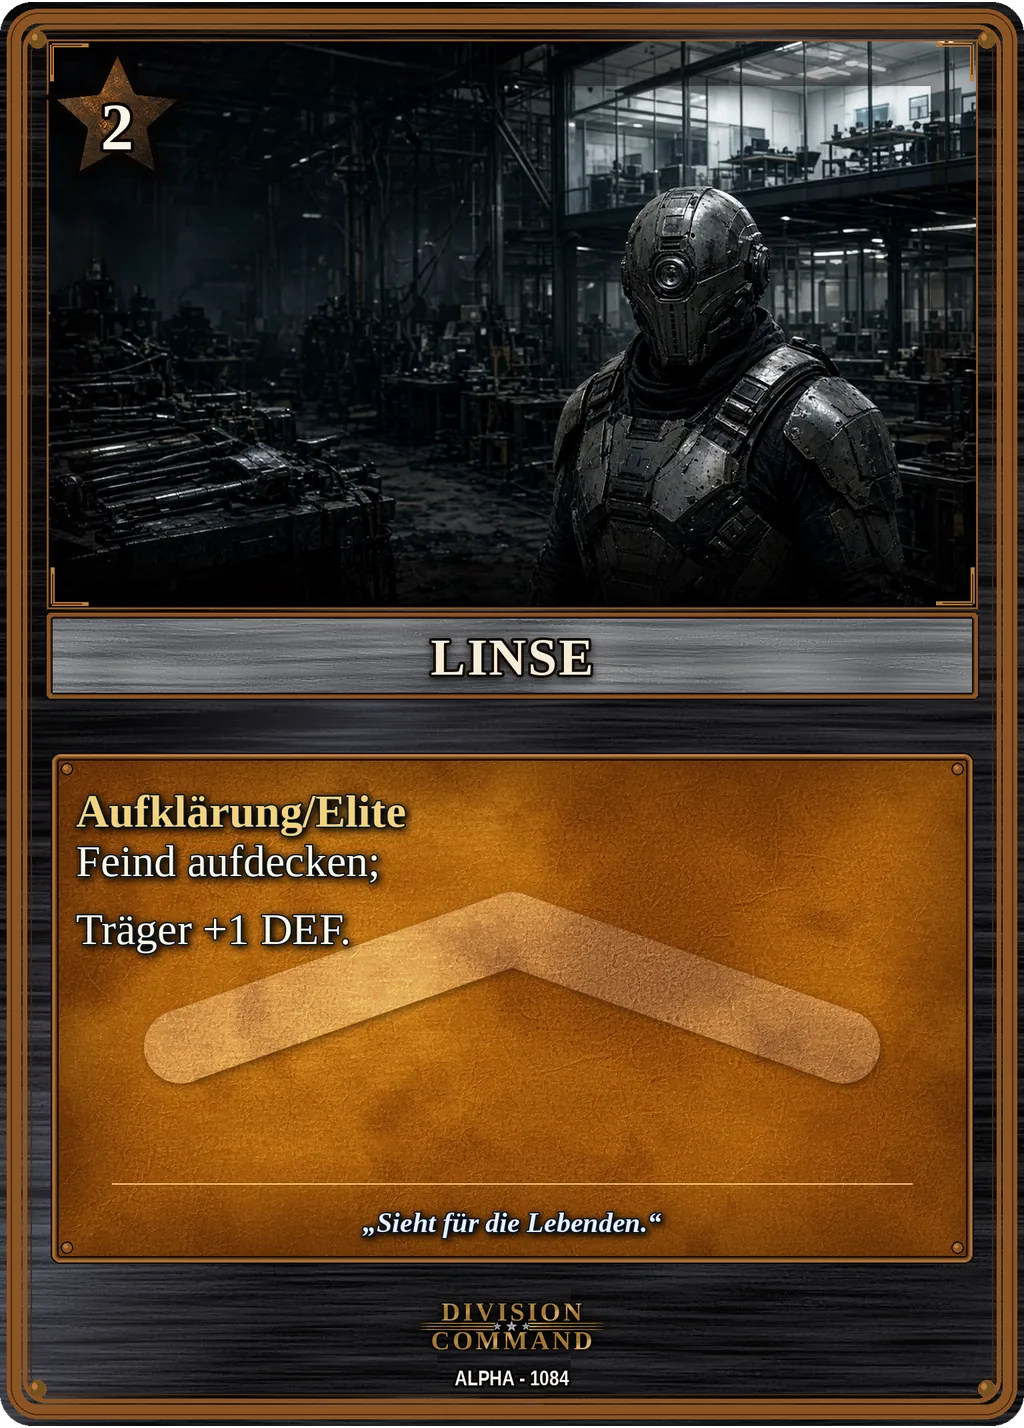 2
LINSE
Aufklärung/Elite
Feind aufdecken;
Träger +1 DEF.
„Sieht für die Lebenden.“
DIVISION
COMMAND
ALPHA - 1084